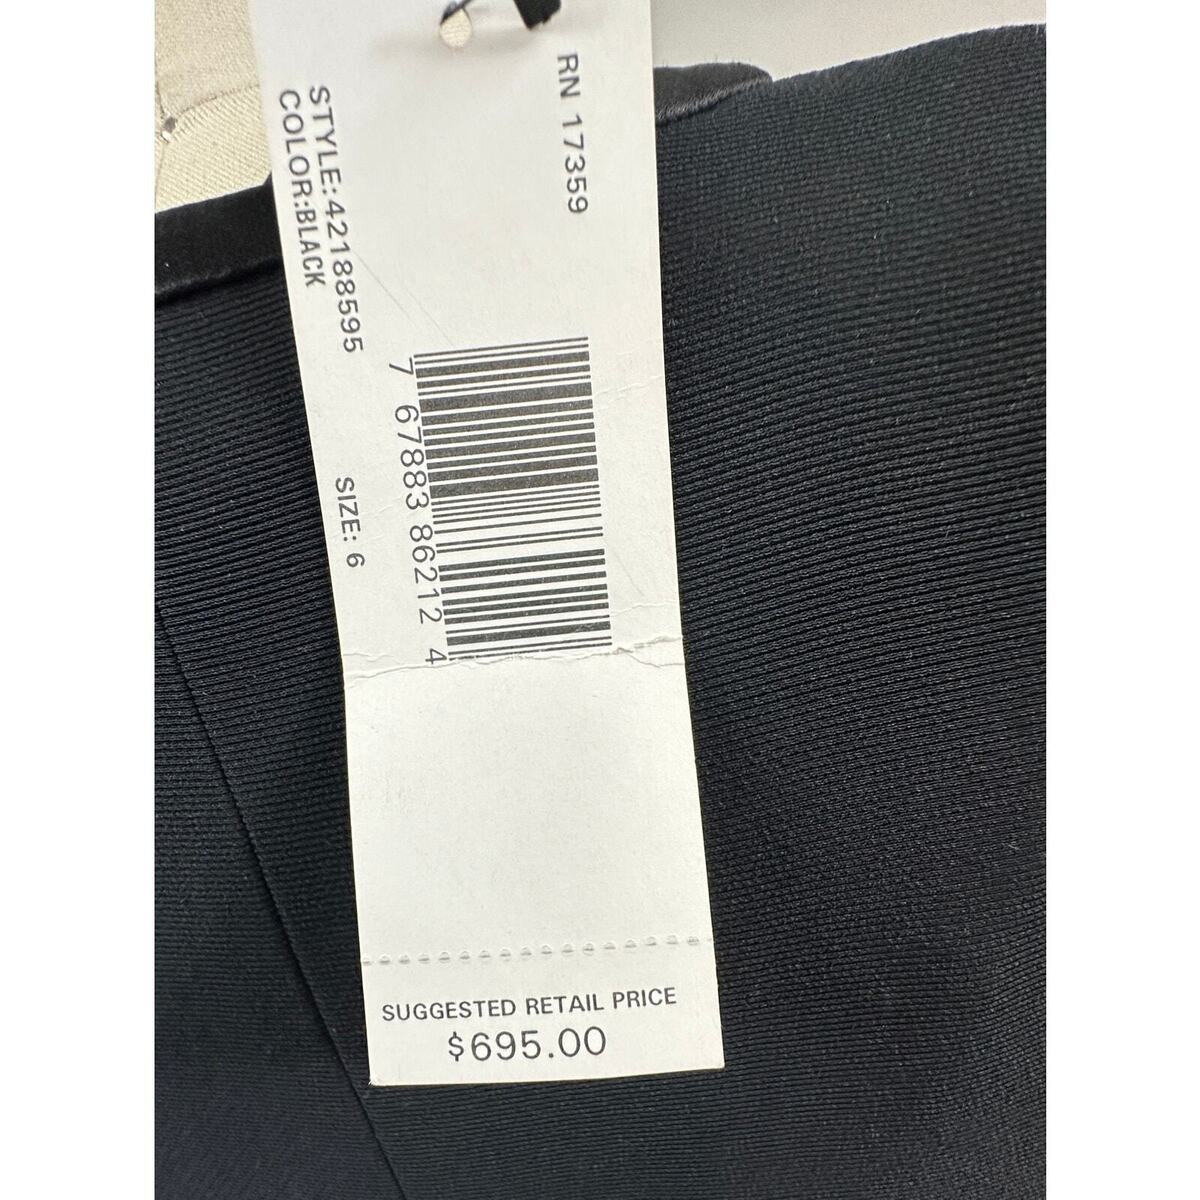 RN 17359
STYLE:42188595
COLOR:BLACK
SIZE: 6
7 67883 86212 4
SUGGESTED RETAIL PRICE
$695.00